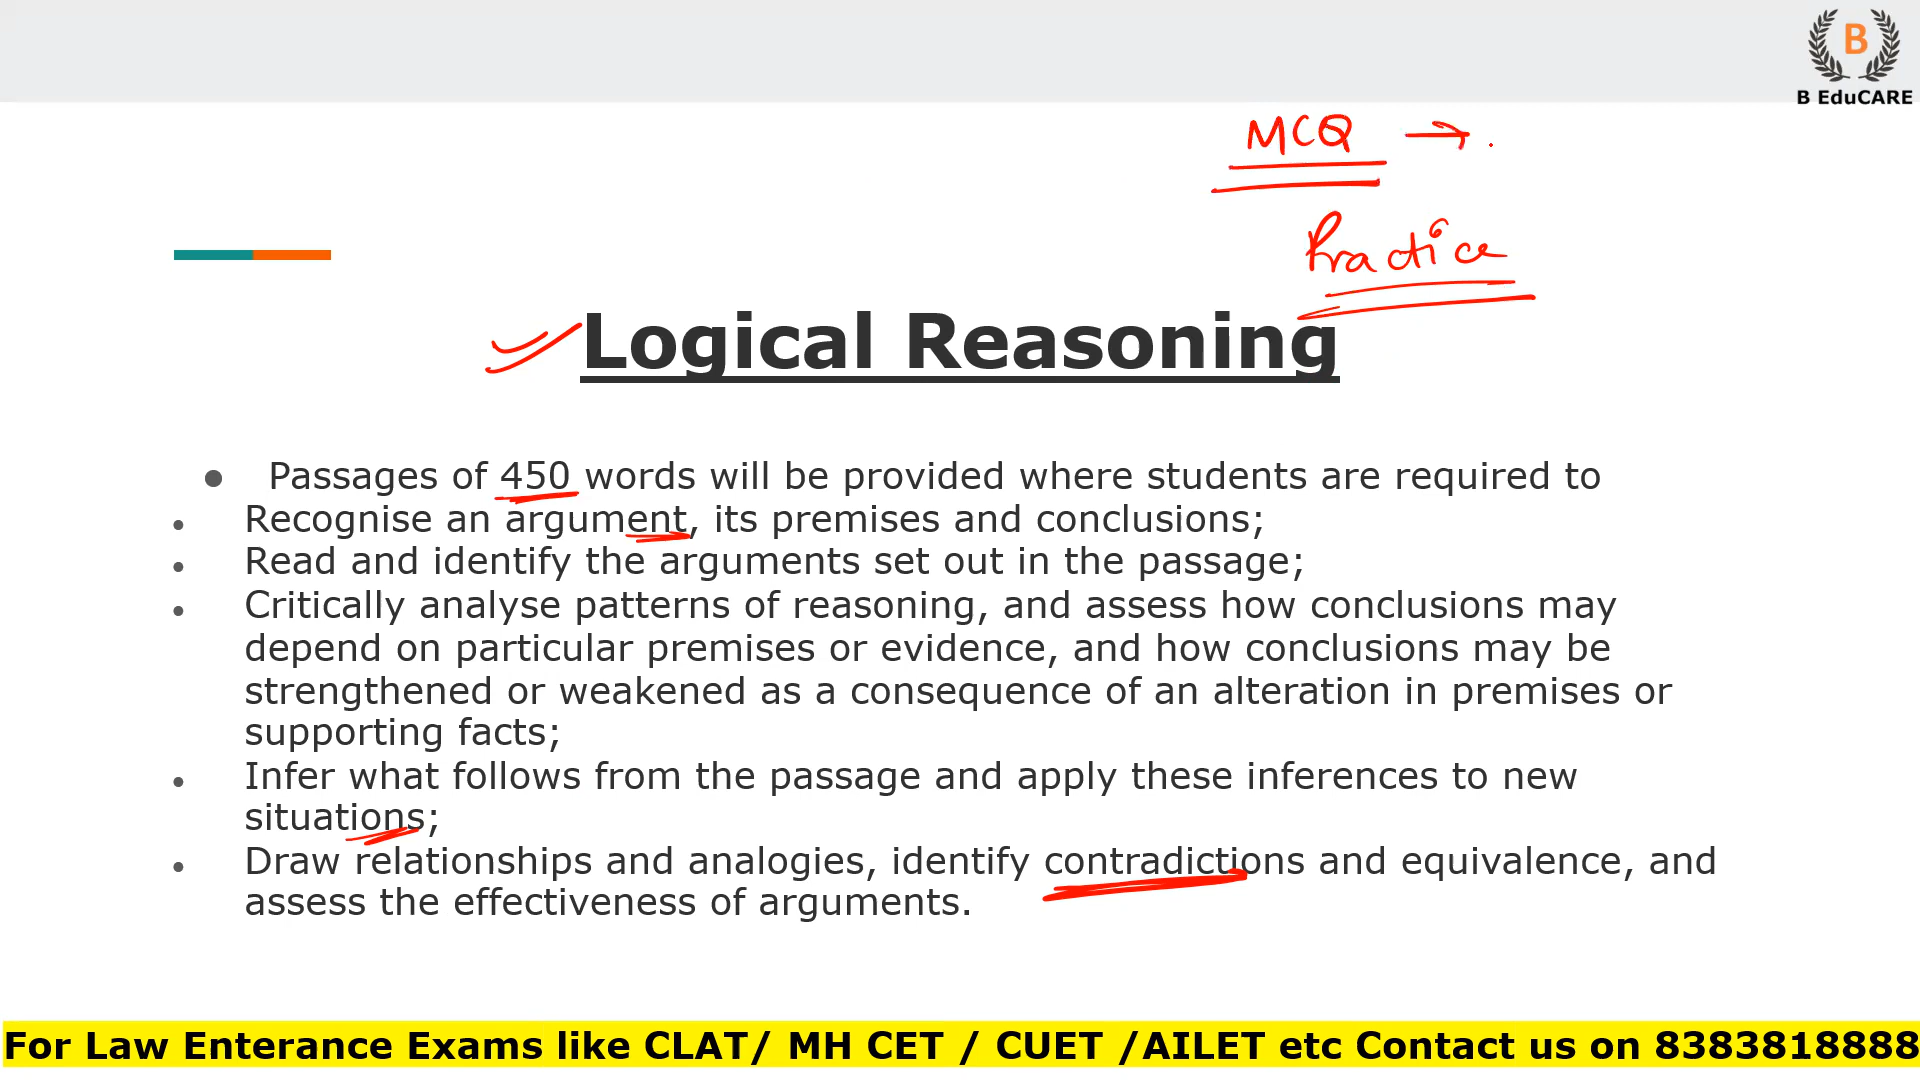 B
B EduCARE
MCQ →
Practice
Logical Reasoning
● Passages of 450 words will be provided where students are required to
• Recognise an argument, its premises and conclusions;
• Read and identify the arguments set out in the passage;
• Critically analyse patterns of reasoning, and assess how conclusions may
depend on particular premises or evidence, and how conclusions may be
strengthened or weakened as a consequence of an alteration in premises or
supporting facts;
• Infer what follows from the passage and apply these inferences to new
situations;
• Draw relationships and analogies, identify contradictions and equivalence, and
assess the effectiveness of arguments.
For Law Enterance Exams like CLAT/ MH CET / CUET /AILET etc Contact us on 8383818888